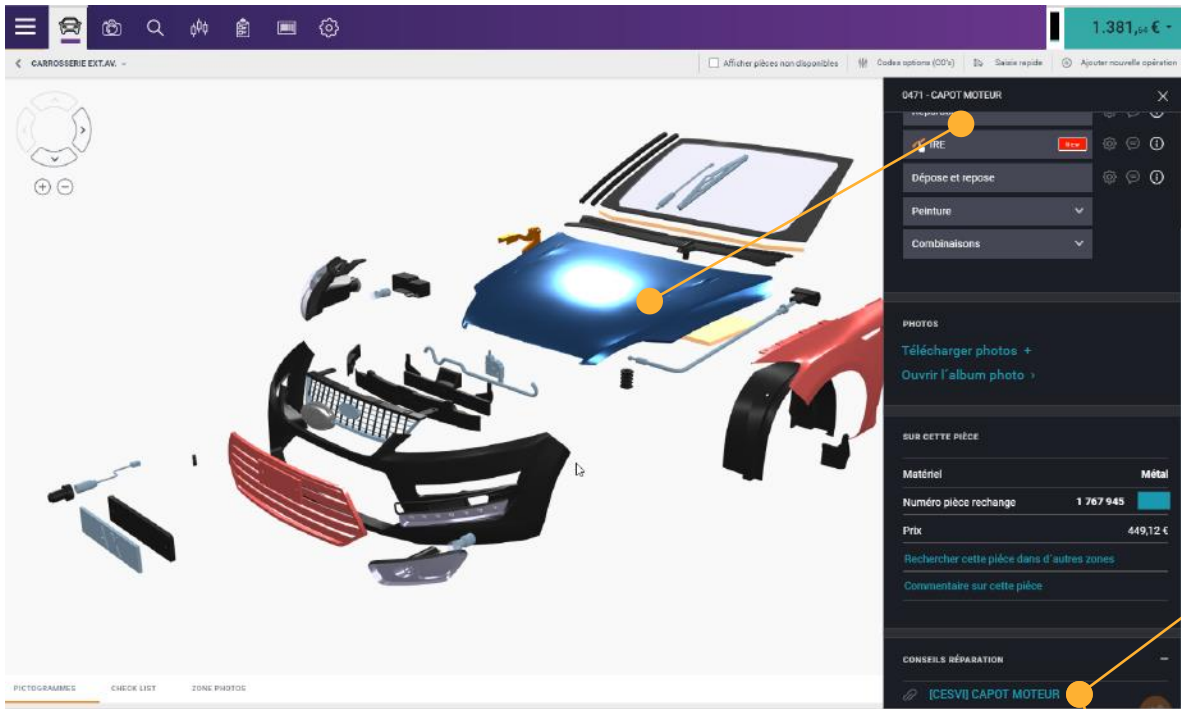 1.381,54 € -
CARROSSERIE EXT.AV.
Afficher pièces non disponibles
Codes options (CO's)
Saisie rapide
Ajouter nouvelle opération
0471 - CAPOT MOTEUR
IRE
New
Dépose et repose
Peinture
Combinaisons
PHOTOS
Télécharger photos +
Ouvrir l´album photo ›
SUR CETTE PIÈCE
Matériel Métal
Numéro pièce rechange 1 767 945
Prix 449,12 €
Rechercher cette pièce dans d´autres zones
Commentaire sur cette pièce
CONSEILS RÉPARATION
[CESVI] CAPOT MOTEUR
PICTOGRAMMES CHECK LIST ZONE PHOTOS